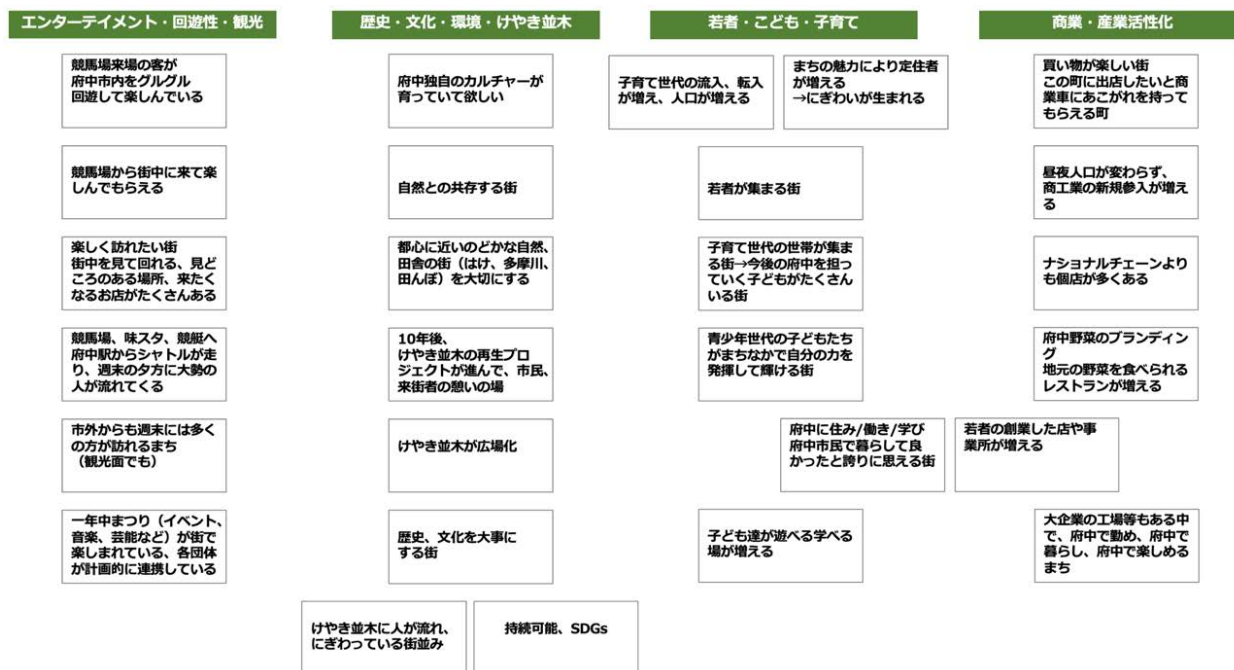 エンターテイメント・回遊性・観光
競馬場来場の客が
府中市内をグルグル
回遊して楽しんでいる
競馬場から街中に来て楽
しんでもらえる
楽しく訪れたい街
街中を見て回れる、見ど
ころのある場所、来たく
なるお店がたくさんある
競馬場、味スタ、競艇へ
府中駅からシャトルが走
り、週末の夕方に大勢の
人が流れてくる
市外からも週末には多く
の方が訪れるまち
（観光面でも）
一年中まつり（イベント、
音楽、芸能など）が街で
楽しまれている、各団体
が計画的に連携している
歴史・文化・環境・けやき並木
府中独自のカルチャーが
育っていて欲しい
自然との共存する街
都心に近いのどかな自然、
田舎の街（はけ、多摩川、
田んぼ）を大切にする
10年後、
けやき並木の再生プロ
ジェクトが進んで、市民、
来街者の憩いの場
けやき並木が広場化
歴史、文化を大事に
する街
けやき並木に人が流れ、
にぎわっている街並み
持続可能、SDGs
若者・こども・子育て
子育て世代の流入、転入
が増え、人口が増える
まちの魅力により定住者
が増える
→にぎわいが生まれる
若者が集まる街
子育て世代の世帯が集ま
る街→今後の府中を担っ
ていく子どもがたくさん
いる街
青少年世代の子どもたち
がまちなかで自分の力を
発揮して輝ける街
府中に住み/働き/学び
府中市民で暮らして良
かったと誇りに思える街
子ども達が遊べる学べる
場が増える
商業・産業活性化
買い物が楽しい街
この町に出店したいと商
業車にあこがれを持って
もらえる町
昼夜人口が変わらず、
商工業の新規参入が増え
る
ナショナルチェーンより
も個店が多くある
府中野菜のブランディン
グ
地元の野菜を食べられる
レストランが増える
若者の創業した店や事
業所が増える
大企業の工場等もある中
で、府中で勤め、府中で
暮らし、府中で楽しめる
まち